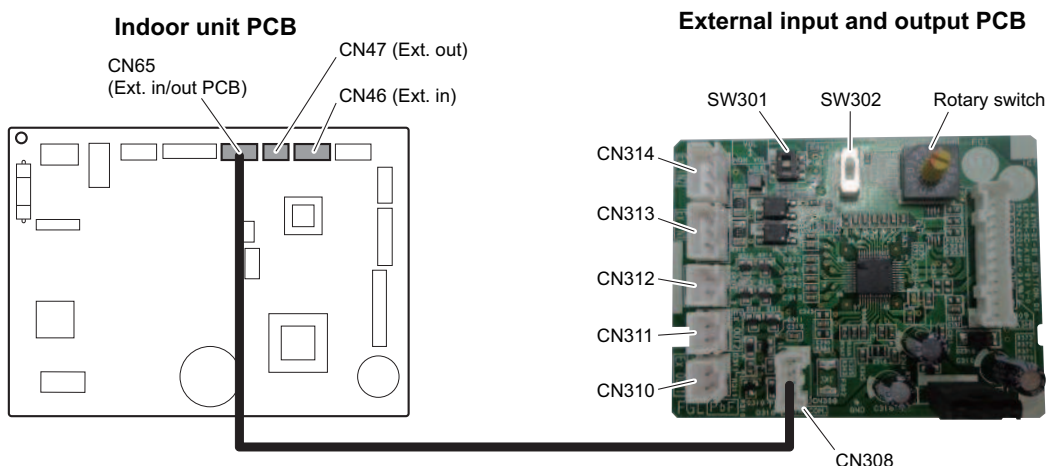 Indoor unit PCB
External input and output PCB
CN65
(Ext. in/out PCB)
CN47 (Ext. out)
CN46 (Ext. in)
SW301
SW302
Rotary switch
CN314
CN313
CN312
CN311
CN310
CN308